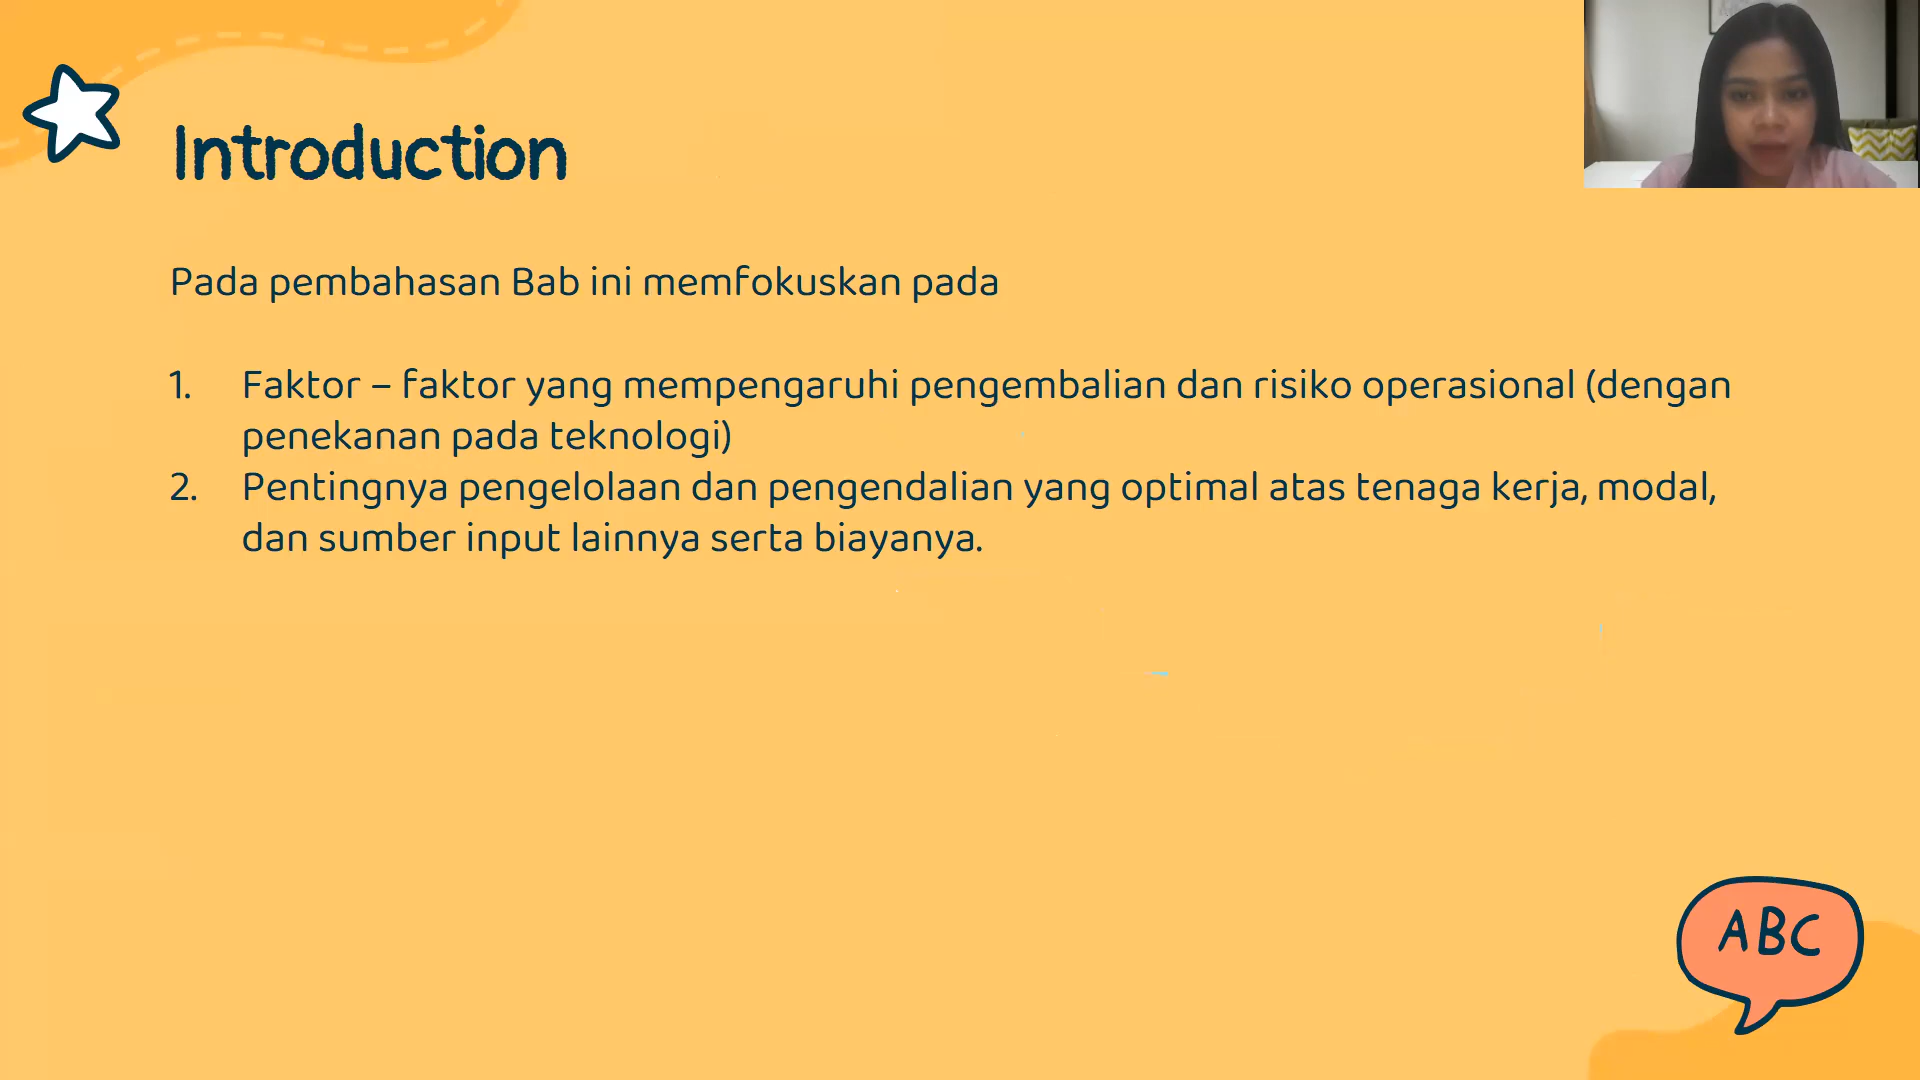 Introduction
Pada pembahasan Bab ini memfokuskan pada
1. Faktor – faktor yang mempengaruhi pengembalian dan risiko operasional (dengan
penekanan pada teknologi)
2. Pentingnya pengelolaan dan pengendalian yang optimal atas tenaga kerja, modal,
dan sumber input lainnya serta biayanya.
ABC